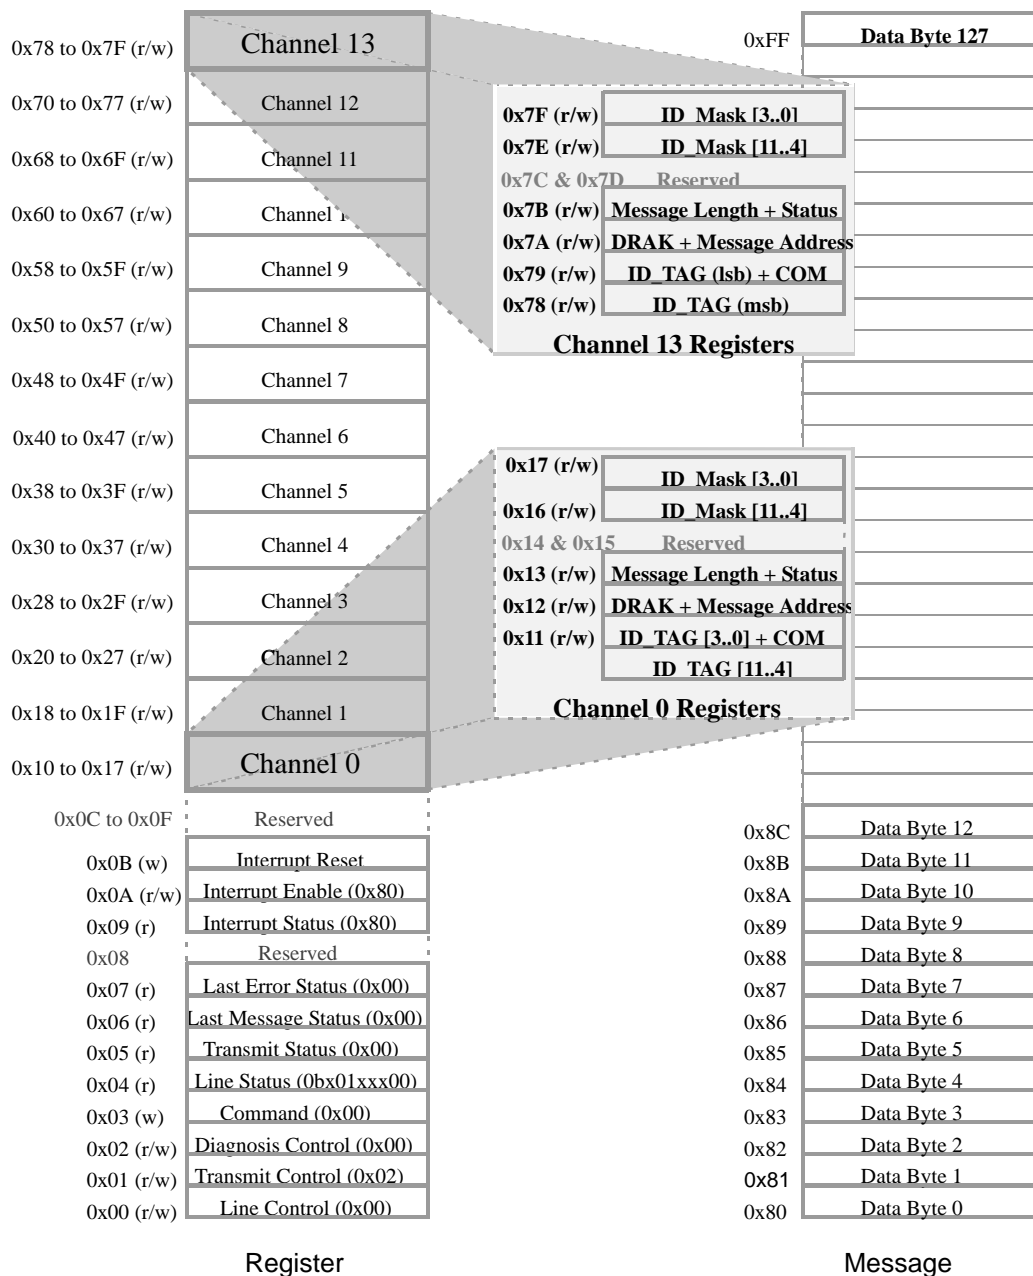 0x78 to 0x7F (r/w) Channel 13
0x70 to 0x77 (r/w) Channel 12
0x68 to 0x6F (r/w) Channel 11
0x60 to 0x67 (r/w) Channel 1
0x58 to 0x5F (r/w) Channel 9
0x50 to 0x57 (r/w) Channel 8
0x48 to 0x4F (r/w) Channel 7
0x40 to 0x47 (r/w) Channel 6
0x38 to 0x3F (r/w) Channel 5
0x30 to 0x37 (r/w) Channel 4
0x28 to 0x2F (r/w) Channel 3
0x20 to 0x27 (r/w) Channel 2
0x18 to 0x1F (r/w) Channel 1
0x10 to 0x17 (r/w) Channel 0
0x0C to 0x0F Reserved
0x0B (w) Interrupt Reset
0x0A (r/w) Interrupt Enable (0x80)
0x09 (r) Interrupt Status (0x80)
0x08 Reserved
0x07 (r) Last Error Status (0x00)
0x06 (r) Last Message Status (0x00)
0x05 (r) Transmit Status (0x00)
0x04 (r) Line Status (0bx01xxx00)
0x03 (w) Command (0x00)
0x02 (r/w) Diagnosis Control (0x00)
0x01 (r/w) Transmit Control (0x02)
0x00 (r/w) Line Control (0x00)
Register
0x7F (r/w) ID_Mask [3..0]
0x7E (r/w) ID_Mask [11..4]
0x7C & 0x7D Reserved
0x7B (r/w) Message Length + Status
0x7A (r/w) DRAK + Message Address
0x79 (r/w) ID_TAG (lsb) + COM
0x78 (r/w) ID_TAG (msb)
Channel 13 Registers
0x17 (r/w) ID_Mask [3..0]
0x16 (r/w) ID_Mask [11..4]
0x14 & 0x15 Reserved
0x13 (r/w) Message Length + Status
0x12 (r/w) DRAK + Message Address
0x11 (r/w) ID_TAG [3..0] + COM
ID_TAG [11..4]
Channel 0 Registers
0xFF Data Byte 127
0x8C Data Byte 12
0x8B Data Byte 11
0x8A Data Byte 10
0x89 Data Byte 9
0x88 Data Byte 8
0x87 Data Byte 7
0x86 Data Byte 6
0x85 Data Byte 5
0x84 Data Byte 4
0x83 Data Byte 3
0x82 Data Byte 2
0x81 Data Byte 1
0x80 Data Byte 0
Message